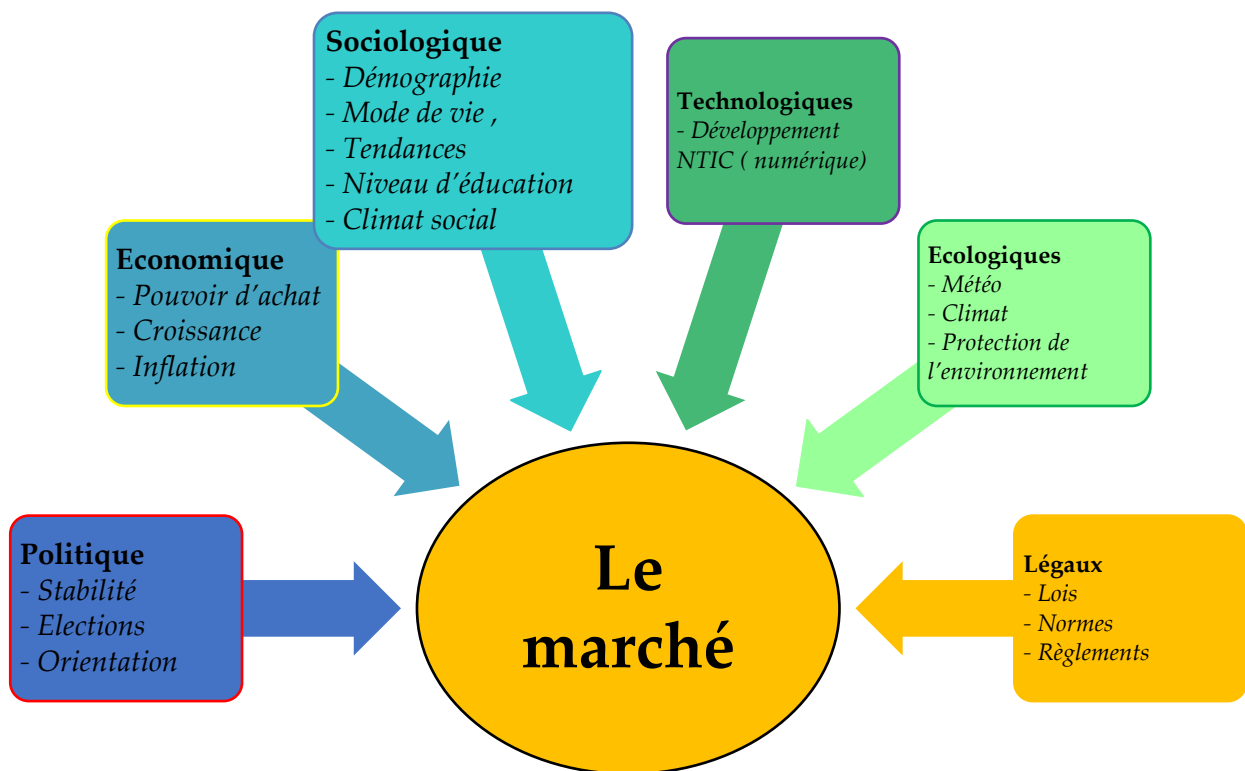 Politique
- Stabilité
- Elections
- Orientation
Economique
- Pouvoir d’achat
- Croissance
- Inflation
Sociologique
- Démographie
- Mode de vie ,
- Tendances
- Niveau d’éducation
- Climat social
Technologiques
- Développement
NTIC ( numérique)
Ecologiques
- Météo
- Climat
- Protection de
l’environnement
Légaux
- Lois
- Normes
- Règlements
Le
marché